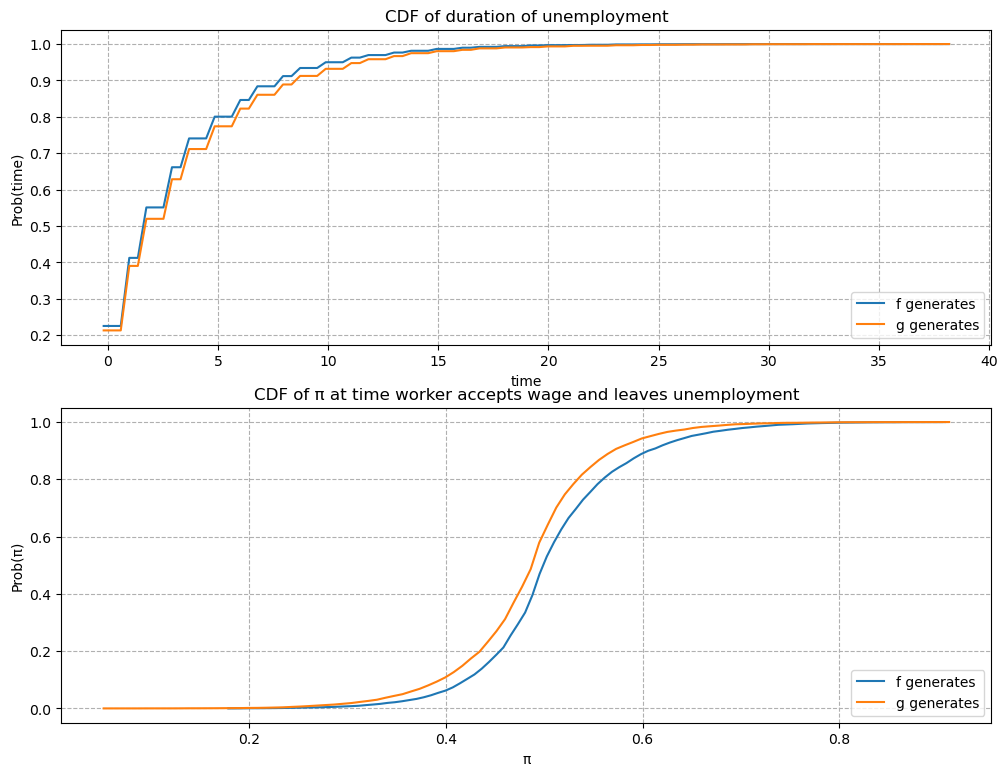 CDF of duration of unemployment
1.0
0.9
0.8
0.7
0.6
0.5
0.4
0.3
0.2
Prob(time)
f generates
g generates
0 5 10 15 20 25 30 35 40
time
CDF of π at time worker accepts wage and leaves unemployment
1.0
0.8
0.6
0.4
0.2
0.0
Prob(π)
f generates
g generates
0.2 0.4 0.6 0.8
π